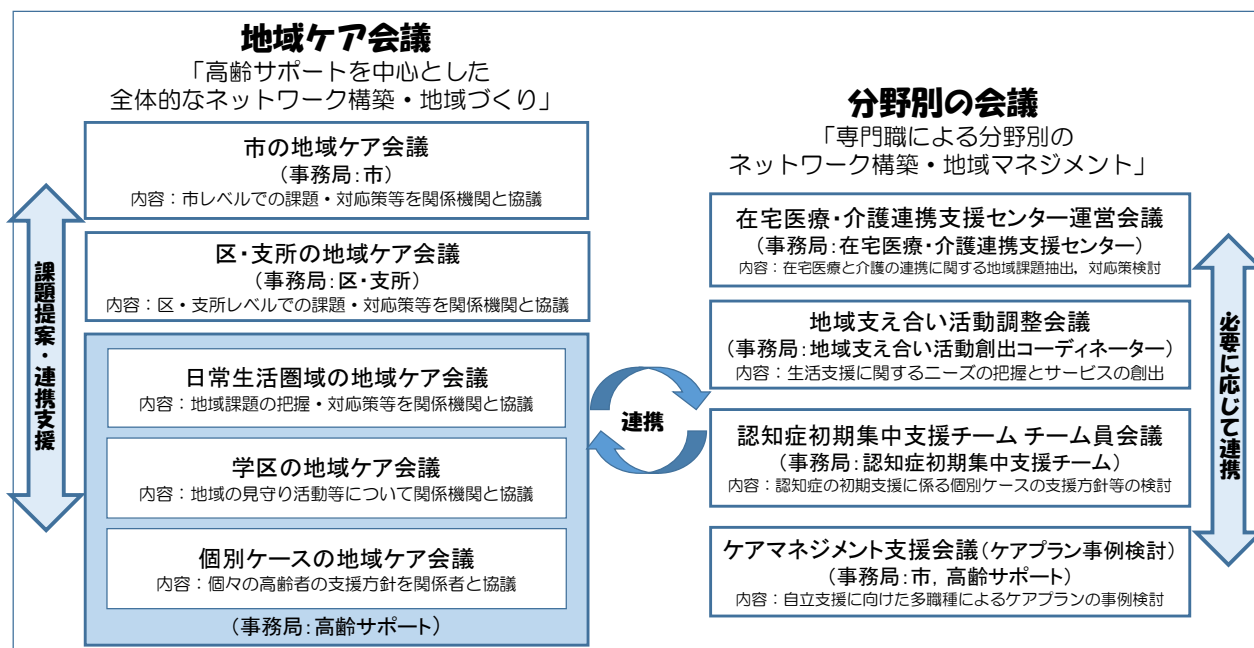 地域ケア会議
「高齢サポートを中心とした
全体的なネットワーク構築・地域づくり」
市の地域ケア会議
(事務局:市)
内容：市レベルでの課題・対応策等を関係機関と協議
区・支所の地域ケア会議
(事務局:区・支所)
内容：区・支所レベルでの課題・対応策等を関係機関と協議
日常生活圏域の地域ケア会議
内容：地域課題の把握・対応策等を関係機関と協議
学区の地域ケア会議
内容：地域の見守り活動等について関係機関と協議
個別ケースの地域ケア会議
内容：個々の高齢者の支援方針を関係者と協議
(事務局:高齢サポート)
課題提案・連携支援
連携
分野別の会議
「専門職による分野別の
ネットワーク構築・地域マネジメント」
在宅医療・介護連携支援センター運営会議
(事務局:在宅医療・介護連携支援センター)
内容：在宅医療と介護の連携に関する地域課題抽出，対応策検討
地域支え合い活動調整会議
(事務局:地域支え合い活動創出コーディネーター)
内容：生活支援に関するニーズの把握とサービスの創出
認知症初期集中支援チーム チーム員会議
(事務局:認知症初期集中支援チーム)
内容：認知症の初期支援に係る個別ケースの支援方針等の検討
ケアマネジメント支援会議(ケアプラン事例検討)
(事務局:市，高齢サポート)
内容：自立支援に向けた多職種によるケアプランの事例検討
必要に応じて連携